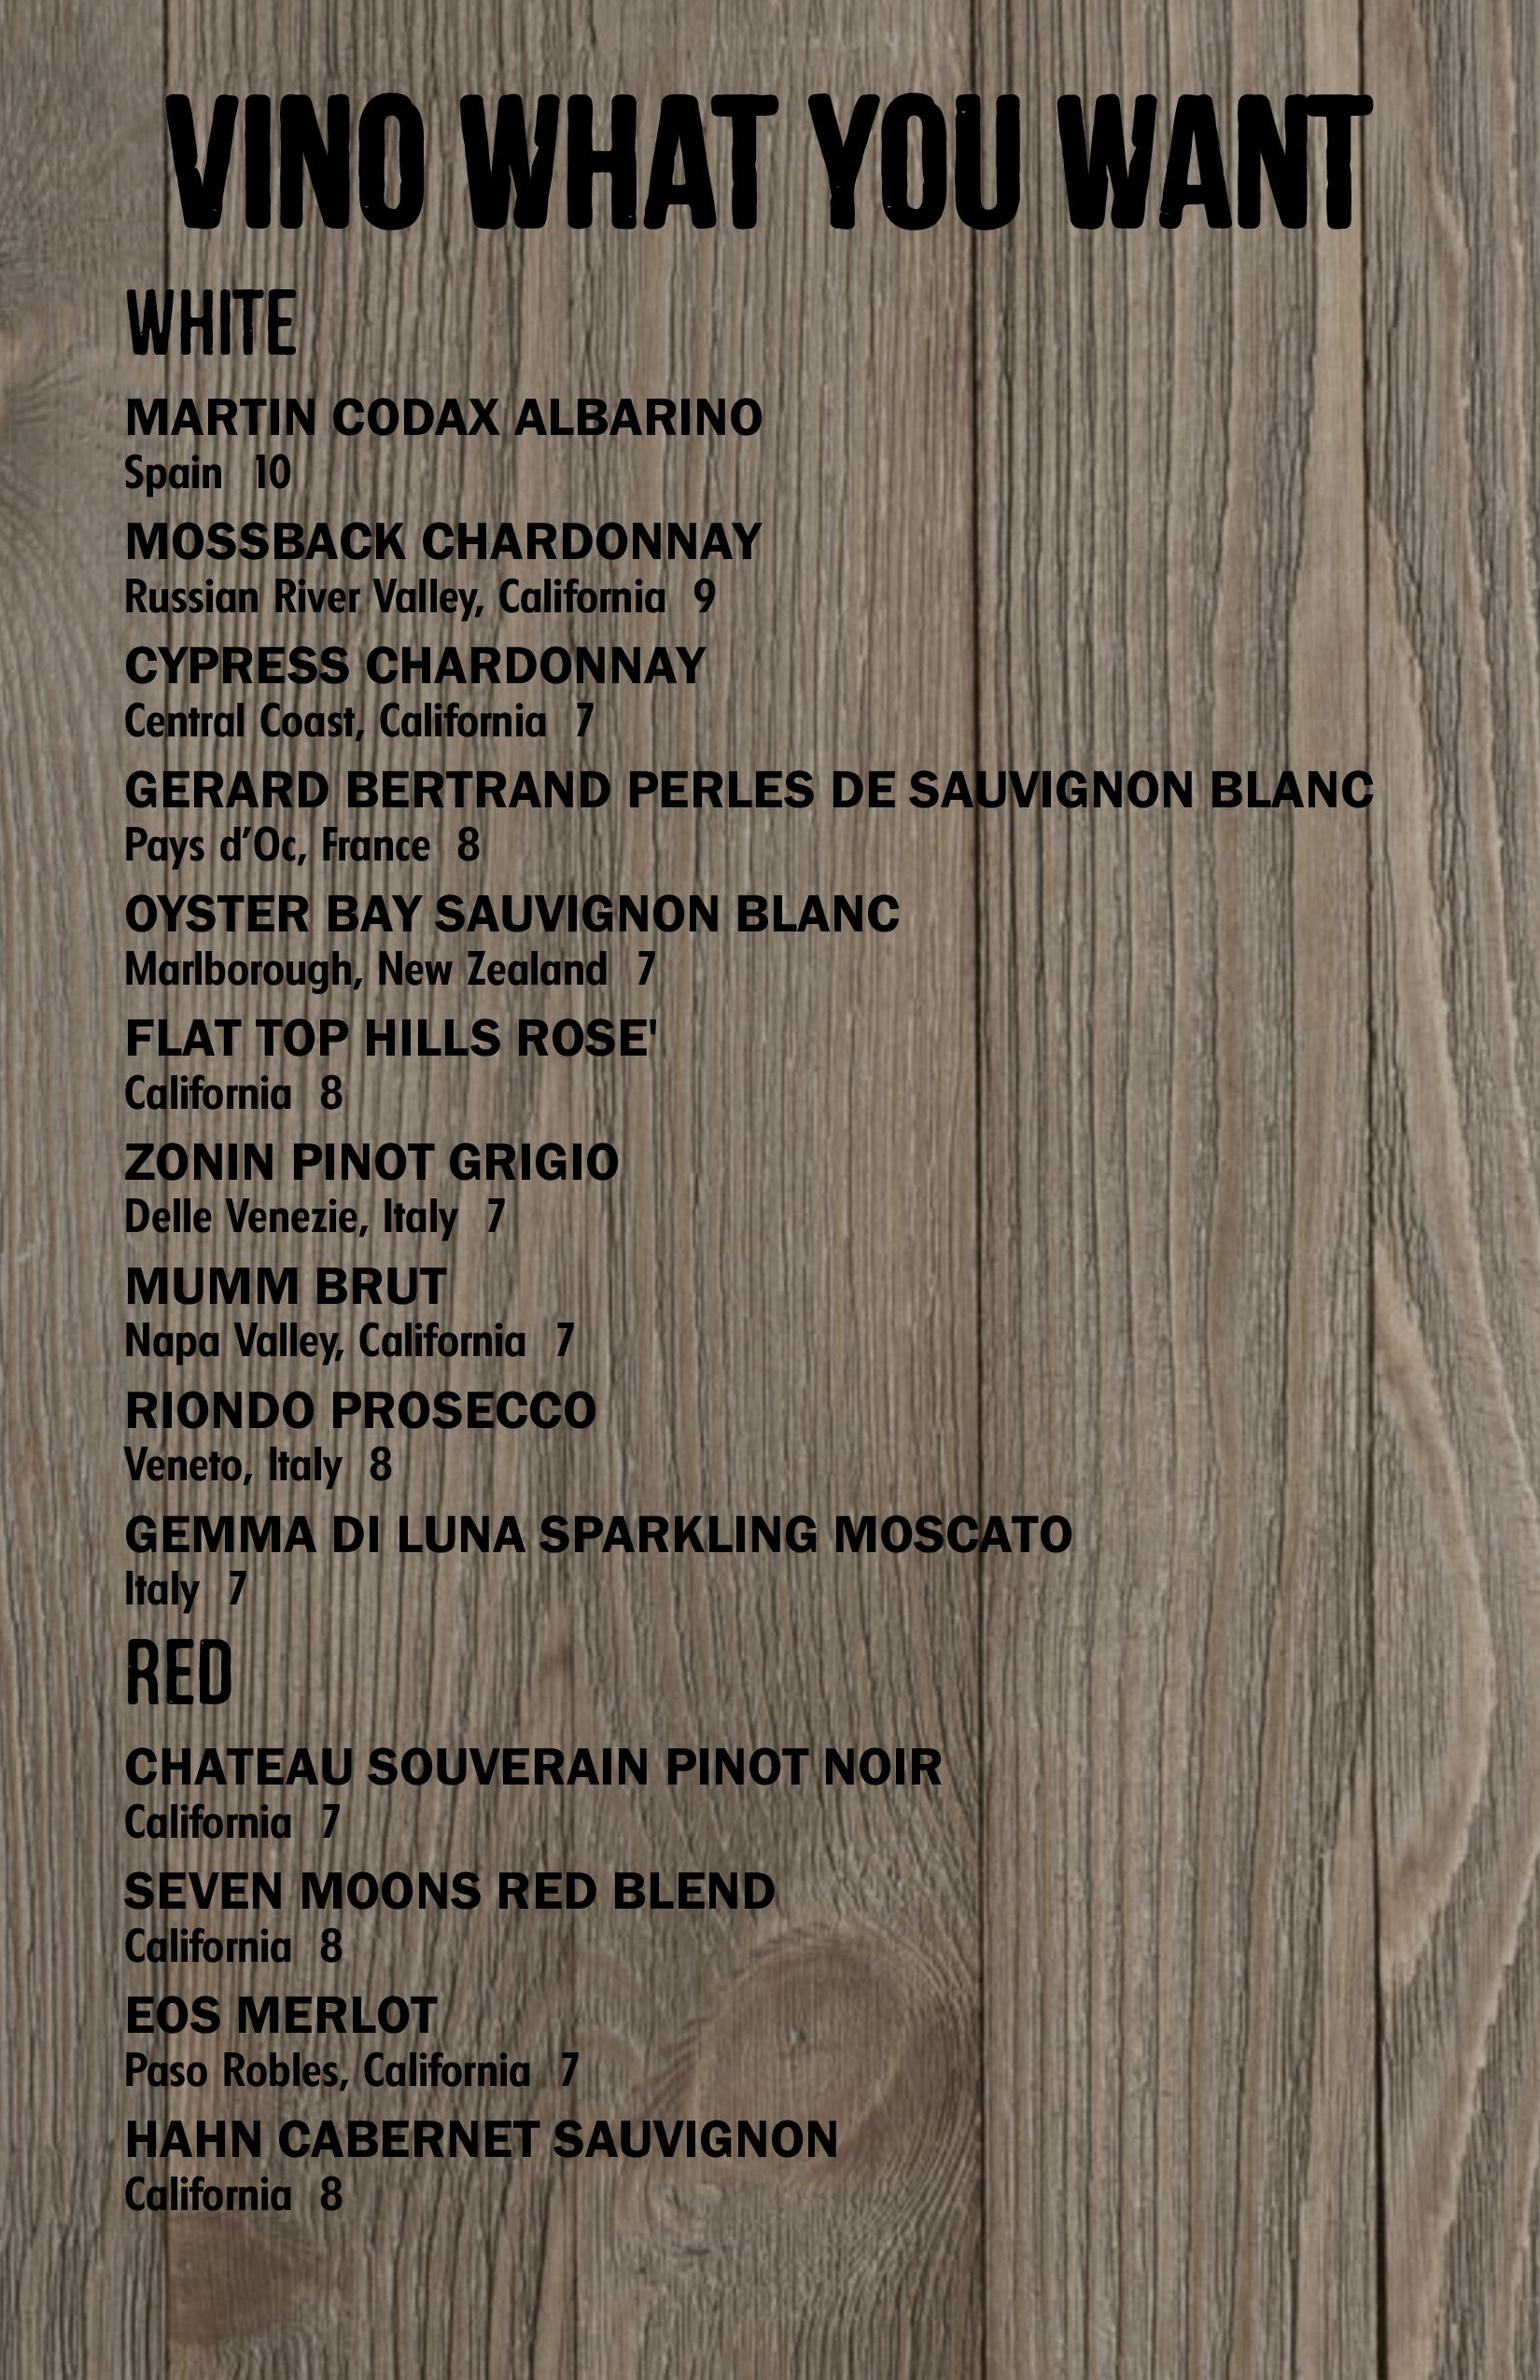 VINO WHAT YOU WANT
WHITE
MARTIN CODAX ALBARINO
Spain 10
MOSSBACK CHARDONNAY
Russian River Valley, California 9
CYPRESS CHARDONNAY
Central Coast, California 7
GERARD BERTRAND PERLES DE SAUVIGNON BLANC
Pays d’Oc, France 8
OYSTER BAY SAUVIGNON BLANC
Marlborough, New Zealand 7
FLAT TOP HILLS ROSE'
California 8
ZONIN PINOT GRIGIO
Delle Venezie, Italy 7
MUMM BRUT
Napa Valley, California 7
RIONDO PROSECCO
Veneto, Italy 8
GEMMA DI LUNA SPARKLING MOSCATO
Italy 7
RED
CHATEAU SOUVERAIN PINOT NOIR
California 7
SEVEN MOONS RED BLEND
California 8
EOS MERLOT
Paso Robles, California 7
HAHN CABERNET SAUVIGNON
California 8